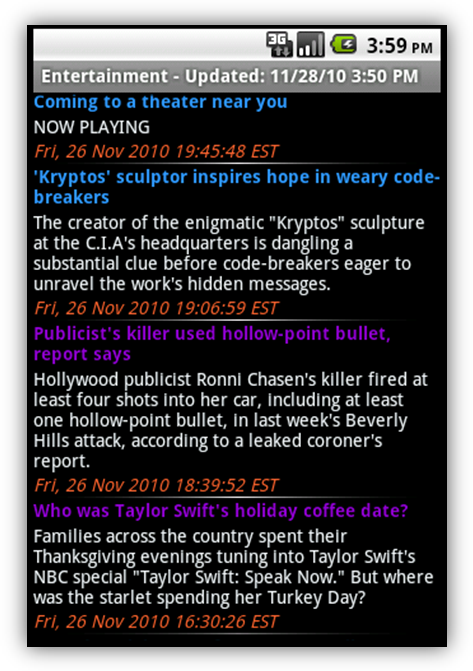 3G 3:59 PM
Entertainment - Updated: 11/28/10 3:50 PM
Coming to a theater near you
NOW PLAYING
Fri, 26 Nov 2010 19:45:48 EST
'Kryptos' sculptor inspires hope in weary code-
breakers
The creator of the enigmatic "Kryptos" sculpture
at the C.I.A's headquarters is dangling a
substantial clue before code-breakers eager to
unravel the work's hidden messages.
Fri, 26 Nov 2010 19:06:59 EST
Publicist's killer used hollow-point bullet,
report says
Hollywood publicist Ronni Chasen's killer fired at
least four shots into her car, including at least
one hollow-point bullet, in last week's Beverly
Hills attack, according to a leaked coroner's
report.
Fri, 26 Nov 2010 18:39:52 EST
Who was Taylor Swift's holiday coffee date?
Families across the country spent their
Thanksgiving evenings tuning into Taylor Swift's
NBC special "Taylor Swift: Speak Now." But where
was the starlet spending her Turkey Day?
Fri, 26 Nov 2010 16:30:26 EST